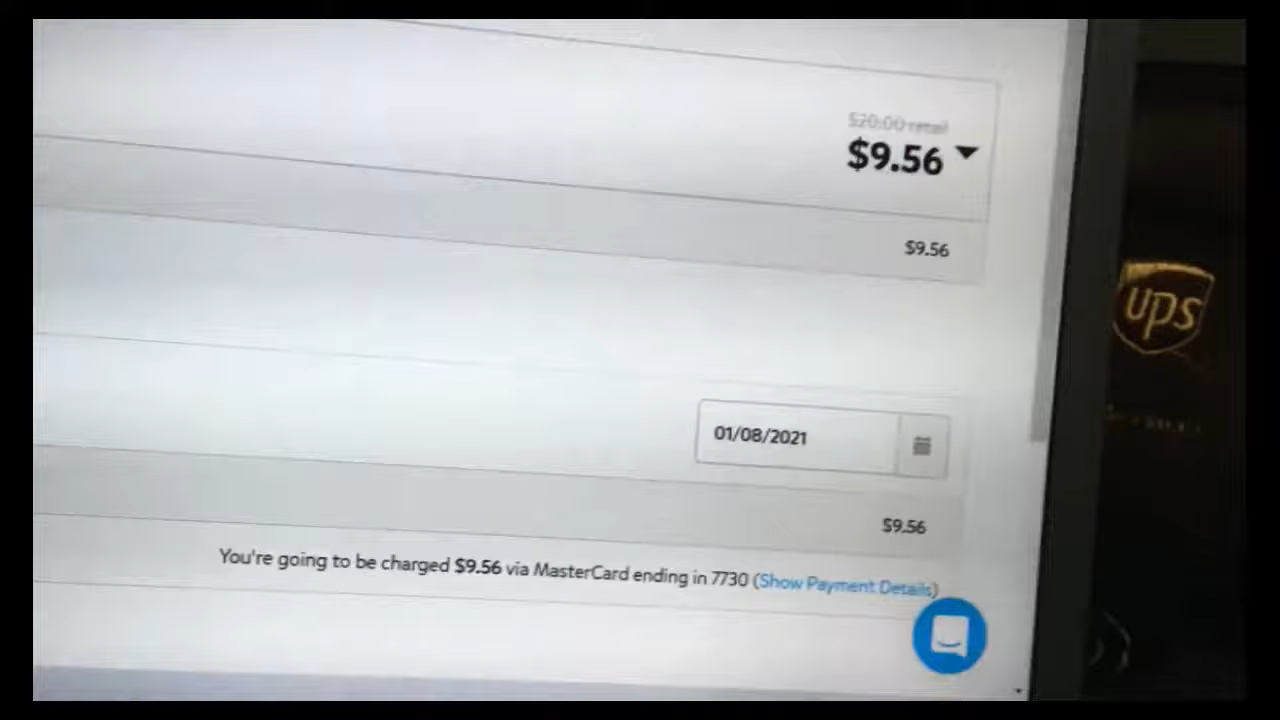 $20.00 retail
$9.56
$9.56
01/08/2021
$9.56
You're going to be charged $9.56 via MasterCard ending in 7730 (Show Payment Details)
ups